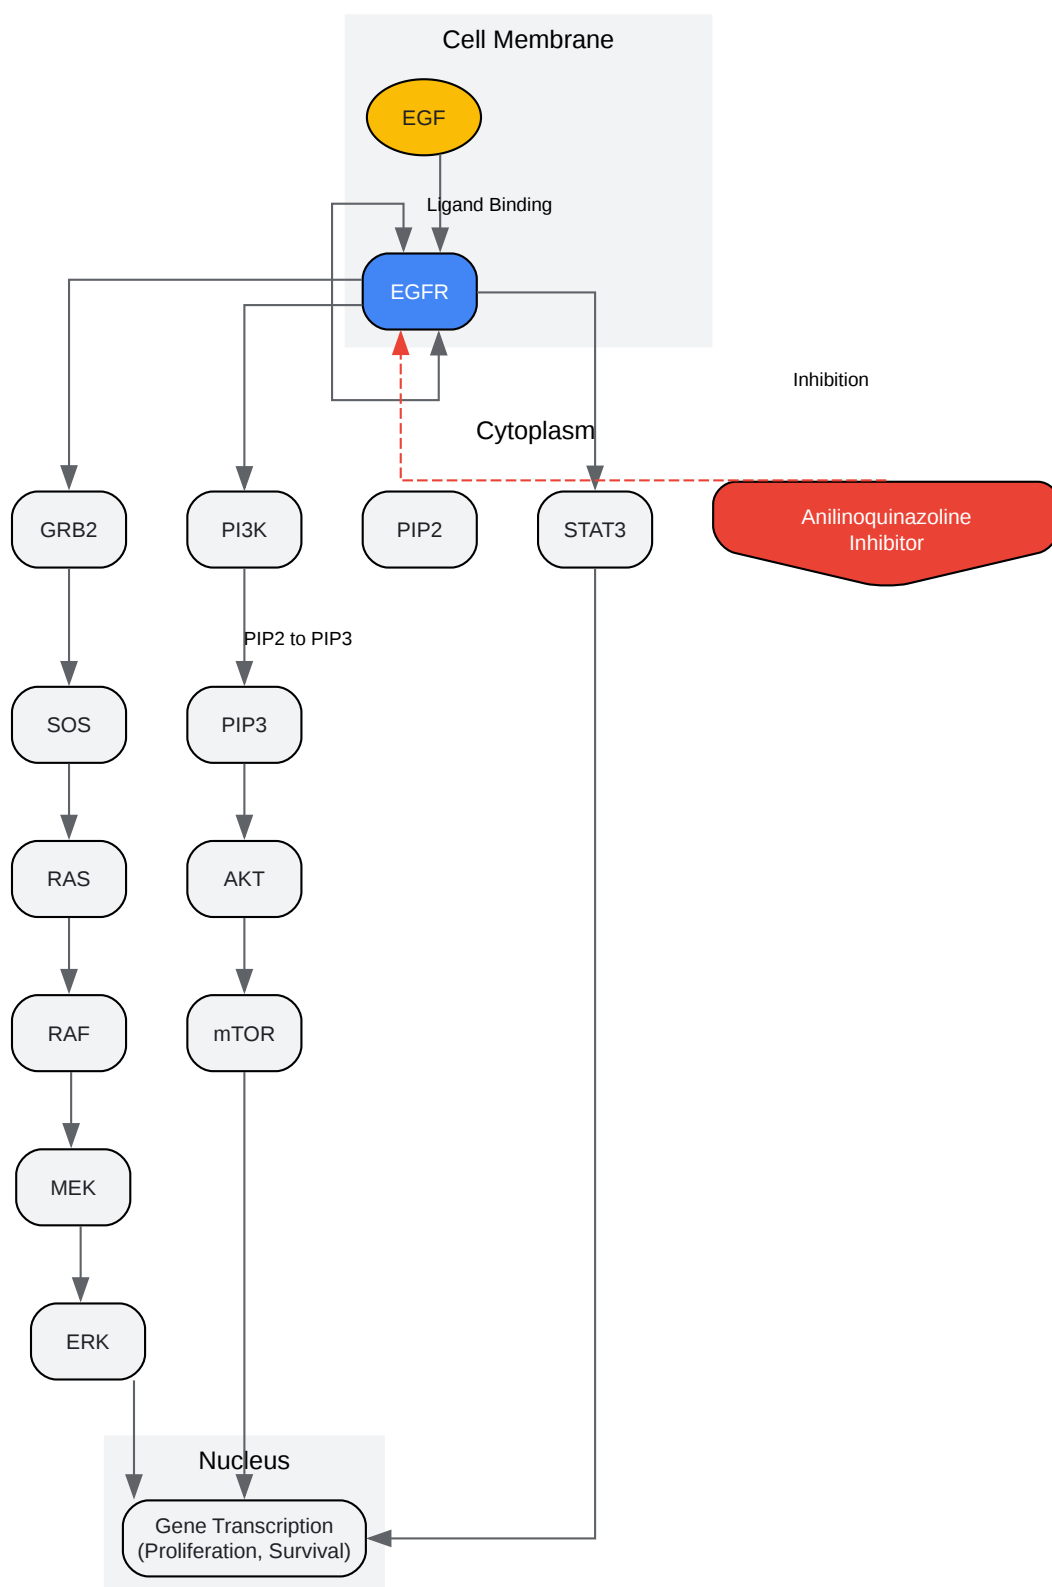 Cell Membrane
EGF
Ligand Binding
EGFR
Inhibition
Cytoplasm
GRB2
PI3K
PIP2
STAT3
Anilinoquinazoline
Inhibitor
PIP2 to PIP3
SOS
PIP3
RAS
AKT
RAF
mTOR
MEK
ERK
Nucleus
Gene Transcription
(Proliferation, Survival)